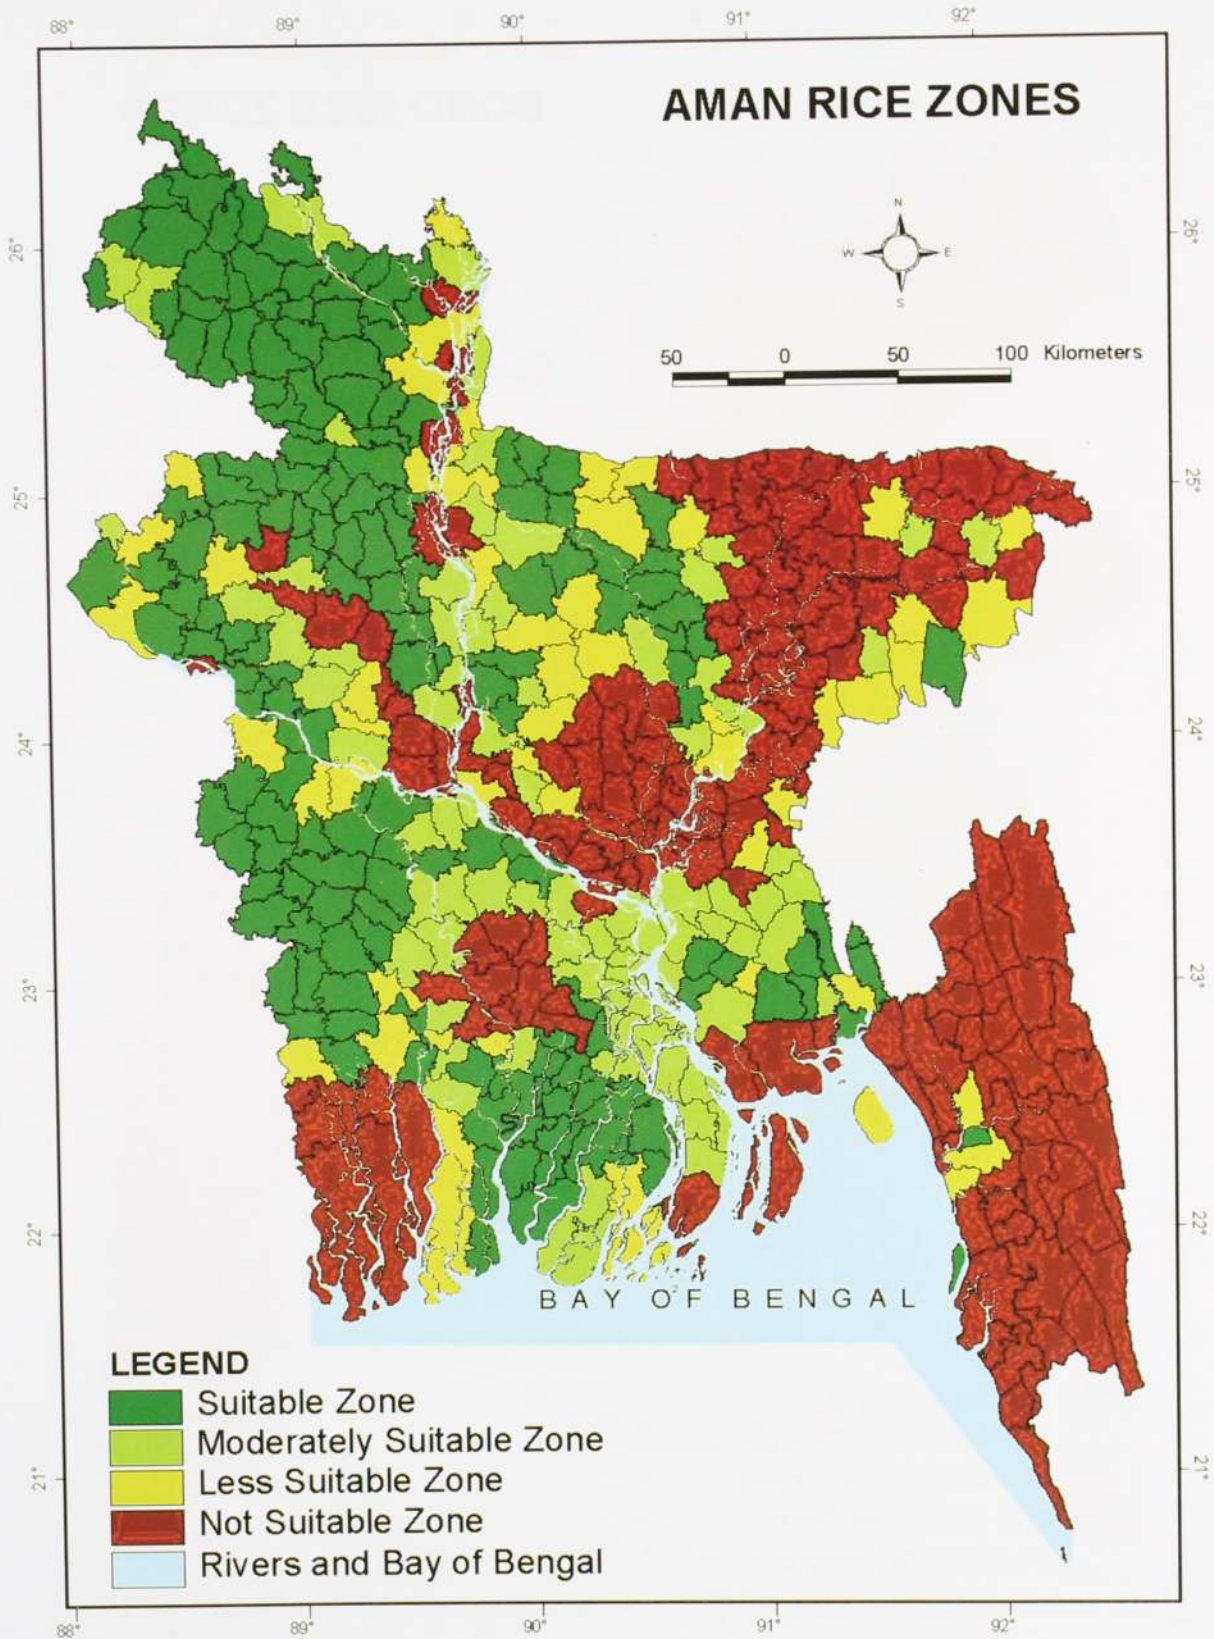 88° 89° 90° 91° 92°
AMAN RICE ZONES
N
W E
S
26° 26°
50 0 50 100 Kilometers
25° 25°
24° 24°
23° 23°
22° 22°
BAY OF BENGAL
LEGEND
Suitable Zone
Moderately Suitable Zone
Less Suitable Zone
Not Suitable Zone
Rivers and Bay of Bengal
21° 21°
88° 89° 90° 91° 92°